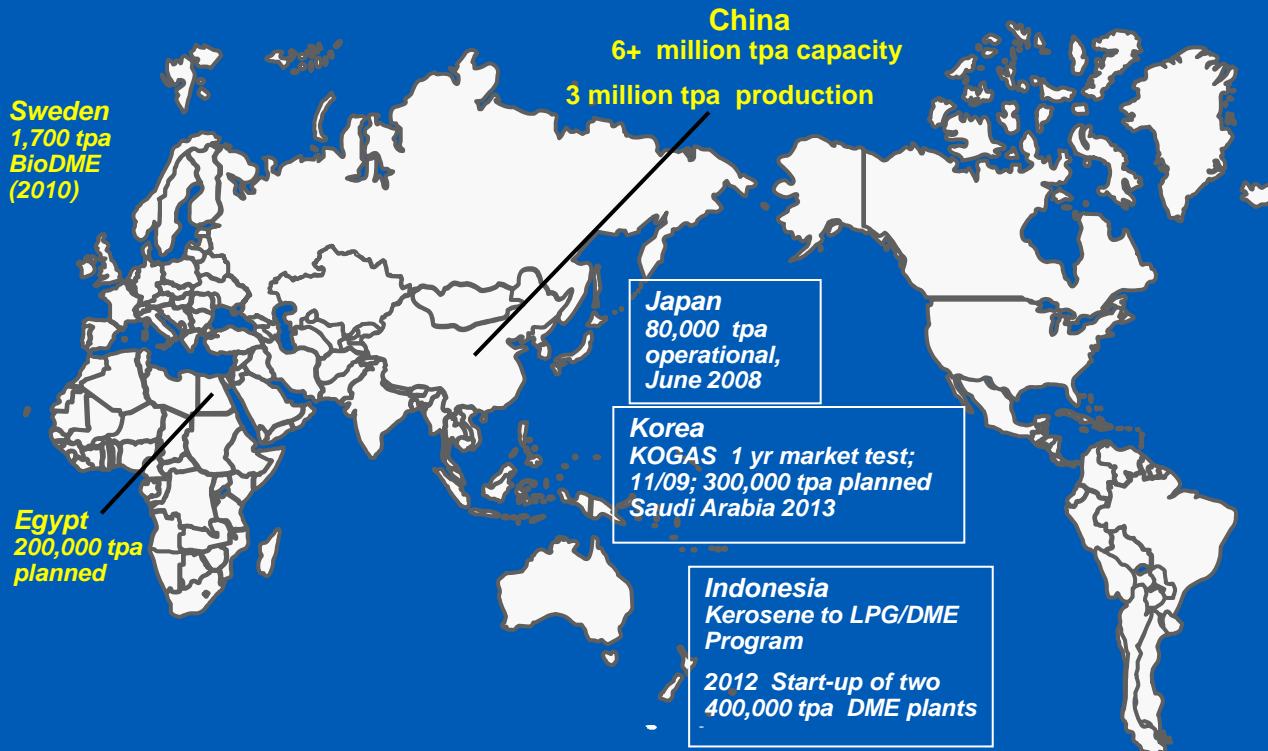 China
6+ million tpa capacity
3 million tpa production
Sweden
1,700 tpa
BioDME
(2010)
Japan
80,000 tpa
operational,
June 2008
Korea
KOGAS 1 yr market test;
11/09; 300,000 tpa planned
Saudi Arabia 2013
Egypt
200,000 tpa
planned
Indonesia
Kerosene to LPG/DME
Program
2012 Start-up of two
400,000 tpa DME plants